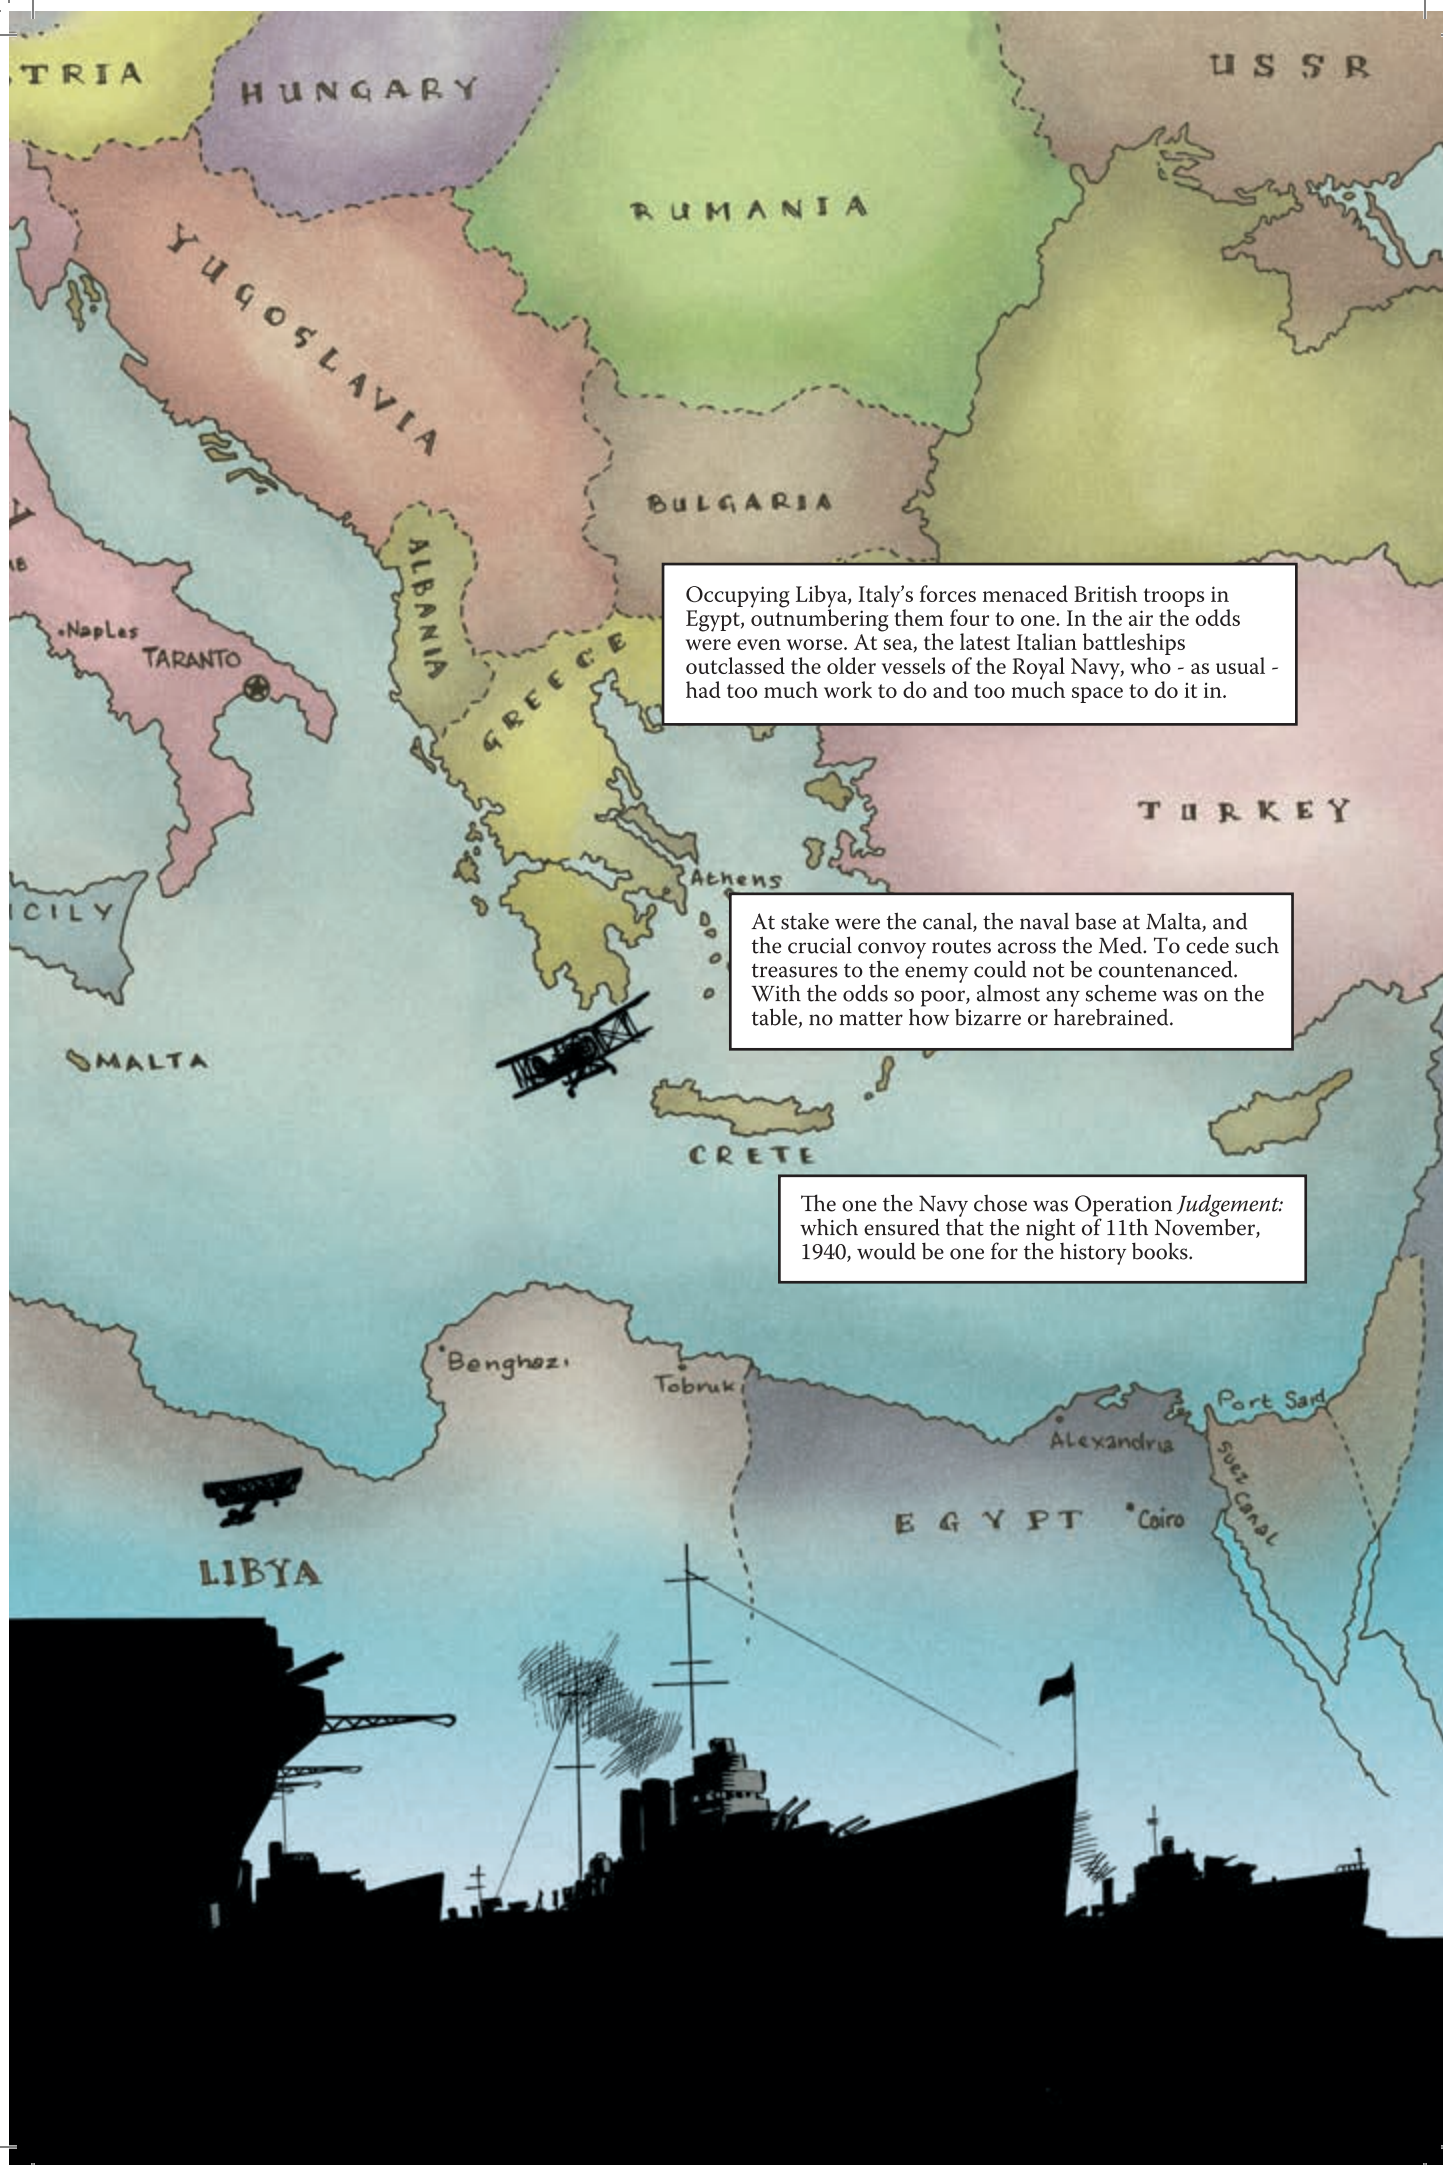 TRIA
HUNGARY
USSR
RUMANIA
YUGOSLAVIA
BULGARIA
ALBANIA
Occupying Libya, Italy's forces menaced British troops in
Egypt, outnumbering them four to one. In the air the odds
were even worse. At sea, the latest Italian battleships
outclassed the older vessels of the Royal Navy, who - as usual -
had too much work to do and too much space to do it in.
Naples
TARANTO
GREECE
TURKEY
Athens
CILY
At stake were the canal, the naval base at Malta, and
the crucial convoy routes across the Med. To cede such
treasures to the enemy could not be countenanced.
With the odds so poor, almost any scheme was on the
table, no matter how bizarre or harebrained.
MALTA
CRETE
The one the Navy chose was Operation Judgement:
which ensured that the night of 11th November,
1940, would be one for the history books.
Benghazi
Tobruk
Port Said
Alexandria
Suez Canal
EGYPT
Cairo
LIBYA